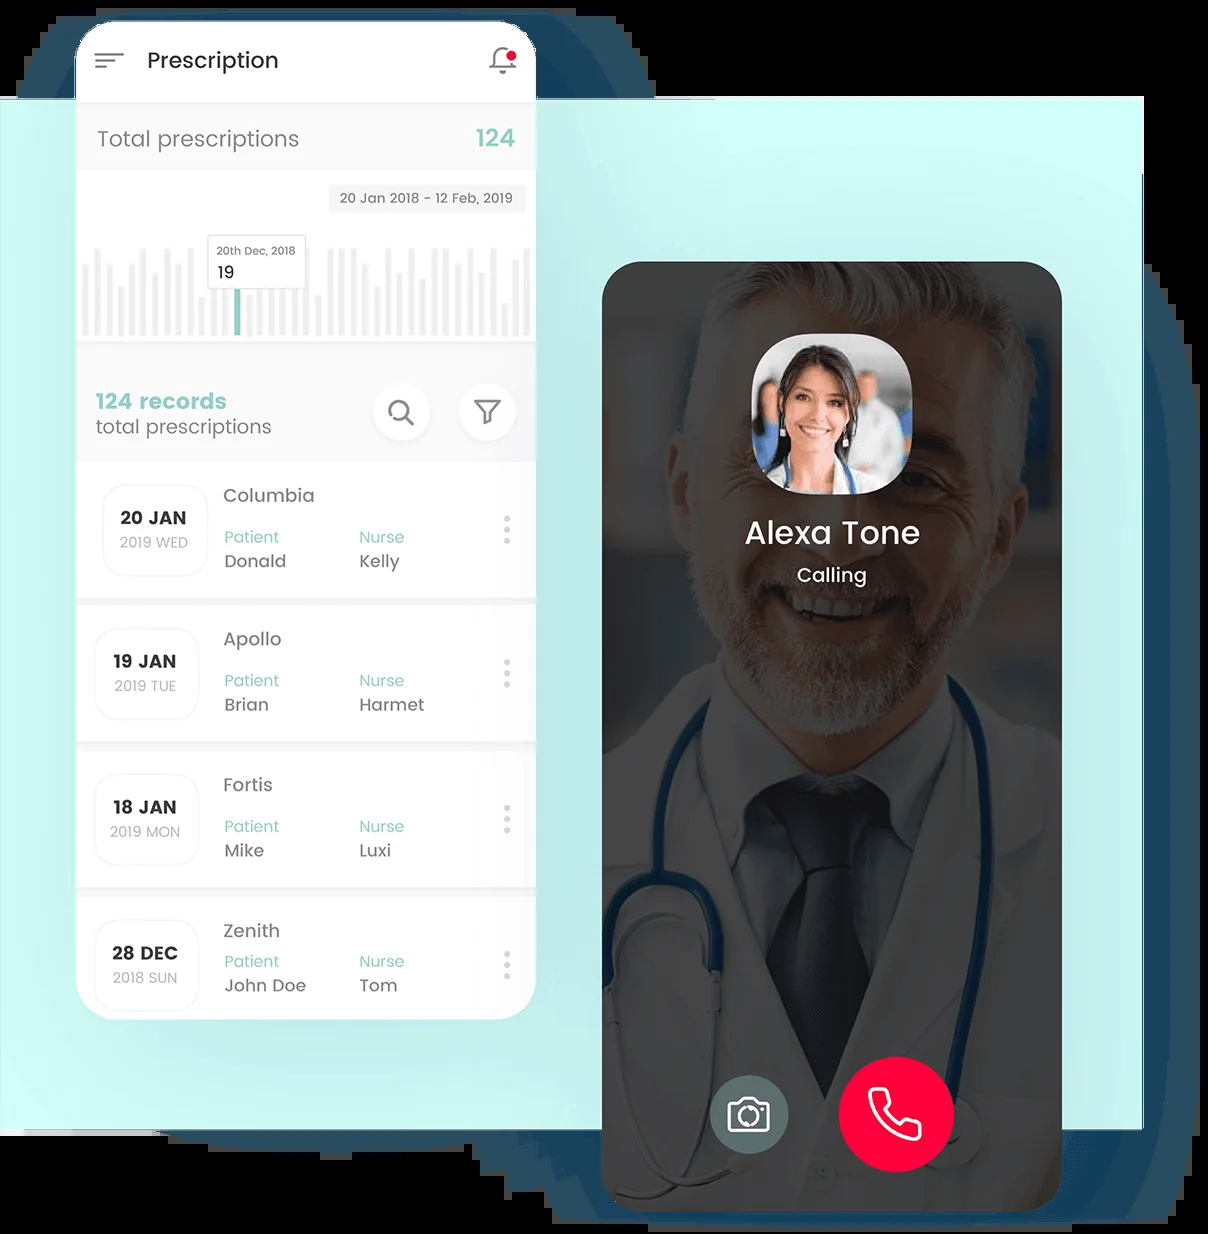 Prescription
Total prescriptions 124
20 Jan 2018 - 12 Feb, 2019
20th Dec, 2018
19
124 records
total prescriptions
Columbia
20 JAN
2019 WED
Patient Nurse
Donald Kelly
Apollo
19 JAN
2019 TUE
Patient Nurse
Brian Harmet
Fortis
18 JAN
2019 MON
Patient Nurse
Mike Luxi
Zenith
28 DEC
2018 SUN
Patient Nurse
John Doe Tom
Alexa Tone
Calling